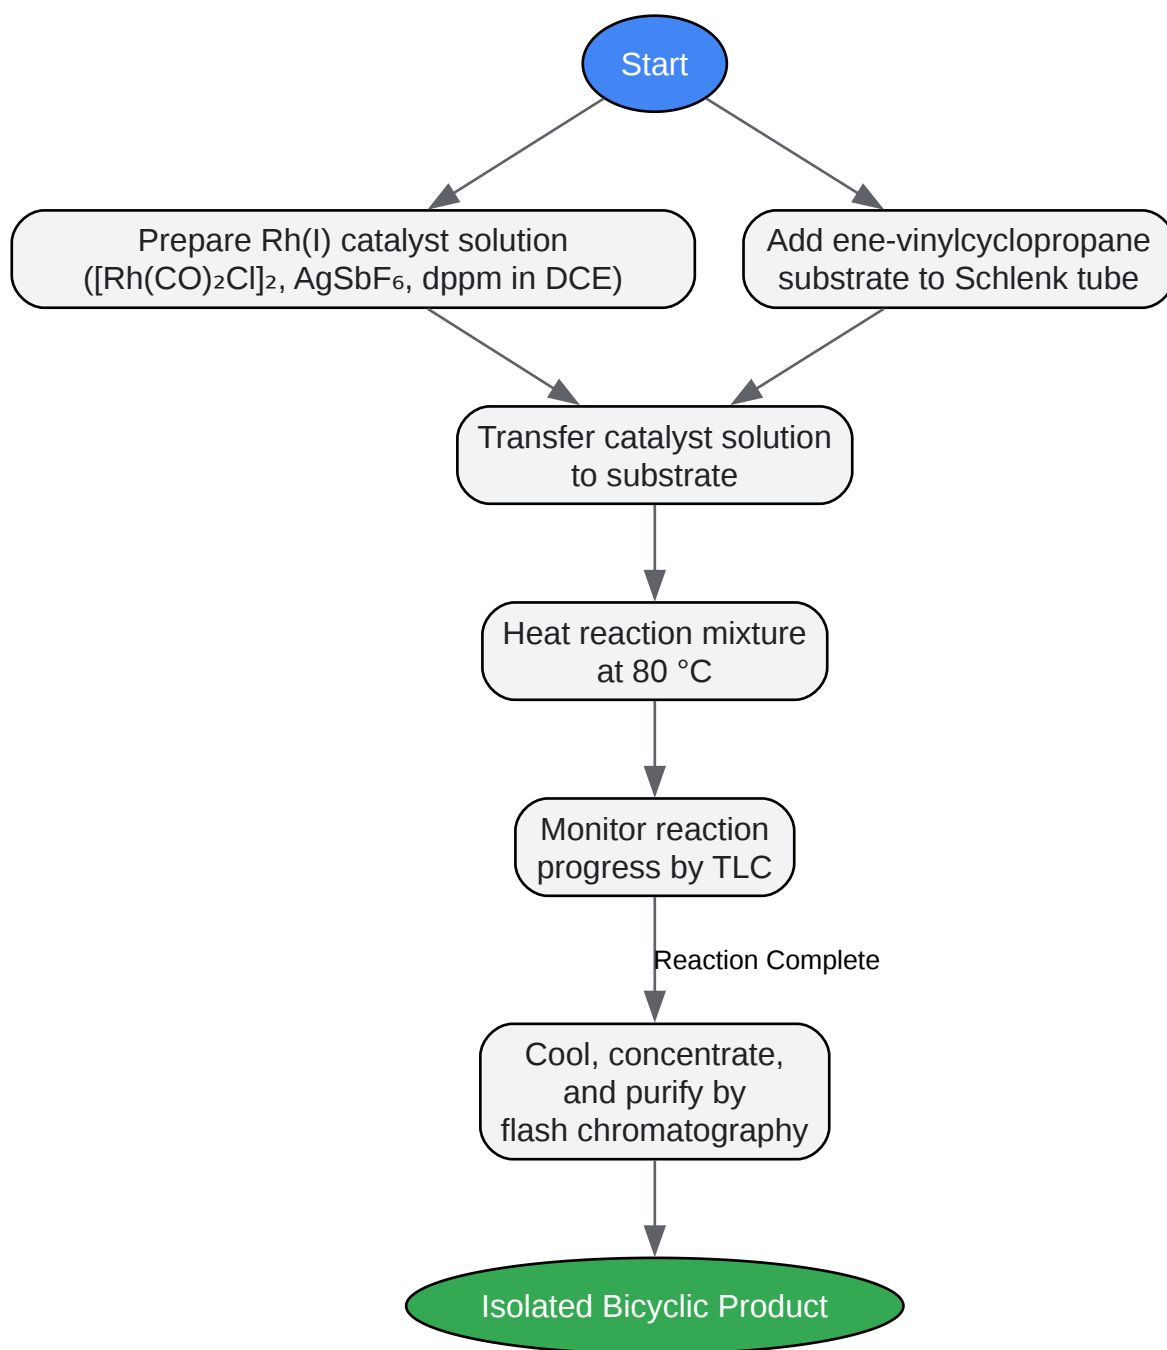 Start
Prepare Rh(I) catalyst solution
([Rh(CO)₂Cl]₂, AgSbF₆, dppm in DCE)
Add ene-vinylcyclopropane
substrate to Schlenk tube
Transfer catalyst solution
to substrate
Heat reaction mixture
at 80 °C
Monitor reaction
progress by TLC
Reaction Complete
Cool, concentrate,
and purify by
flash chromatography
Isolated Bicyclic Product